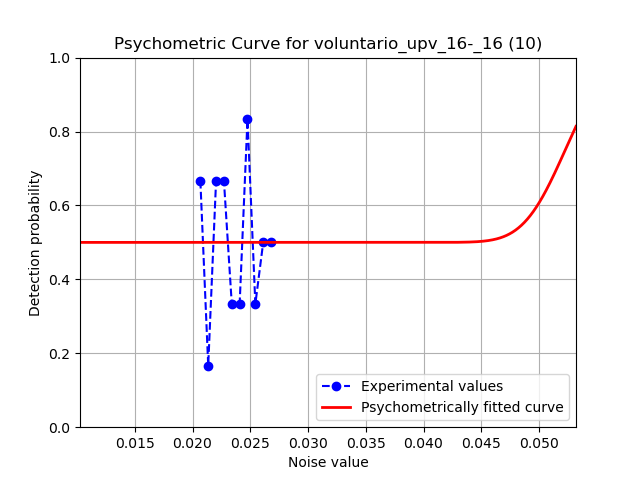 Psychometric Curve for voluntario_upv_16-_16 (10)
1.0
0.8
0.6
0.4
0.2
0.0
Detection probability
0.015
0.020
0.025
0.030
0.035
0.040
0.045
0.050
Noise value
Experimental values
Psychometrically fitted curve